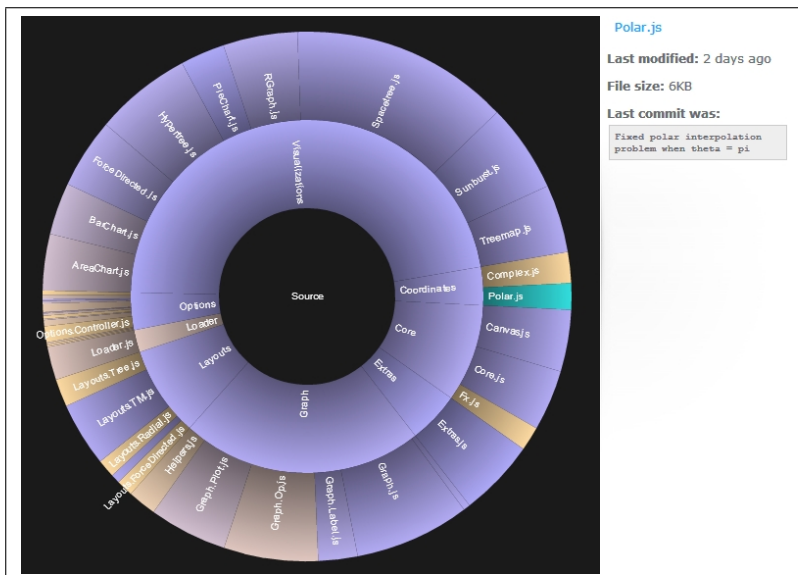 Polar.js
Last modified: 2 days ago
File size: 6KB
Last commit was:
Fixed polar interpolation
problem when theta = pi
Source
Visualizations
Coordinates
Core
Extras
Graph
Layouts
Loader
Options
RGraph.js
Spacetree.js
Sunburst.js
Treemap.js
Complex.js
Polar.js
Canvas.js
Core.js
Fx.js
Extras.js
Graph.js
Graph.Label.js
Graph.Op.js
Graph.Plot.js
Helpers.js
Layouts.ForceDirected.js
Layouts.Radial.js
Layouts.TM.js
Layouts.Tree.js
Loader.js
Options.Controller.js
AreaChart.js
BarChart.js
ForceDirected.js
Hypertree.js
PieChart.js